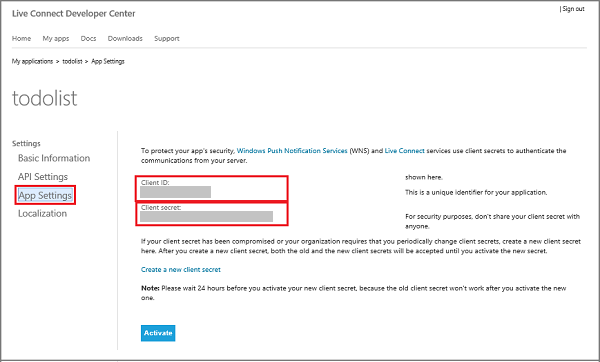 Live Connect Developer Center
| Sign out
Home My apps Docs Downloads Support
My applications > todolist > App Settings
todolist
Settings
Basic Information
API Settings
App Settings
Localization
To protect your app's security, Windows Push Notification Services (WNS) and Live Connect services use client secrets to authenticate the
communications from your server.
shown here.
Client ID:
This is a unique identifier for your application.
Client secret:
For security purposes, don't share your client secret with
anyone.
If your client secret has been compromised or your organization requires that you periodically change client secrets, create a new client secret
here. After you create a new client secret, both the old and the new client secrets will be accepted until you activate the new secret.
Create a new client secret
Note: Please wait 24 hours before you activate your new client secret, because the old client secret won't work after you activate the new
one.
Activate